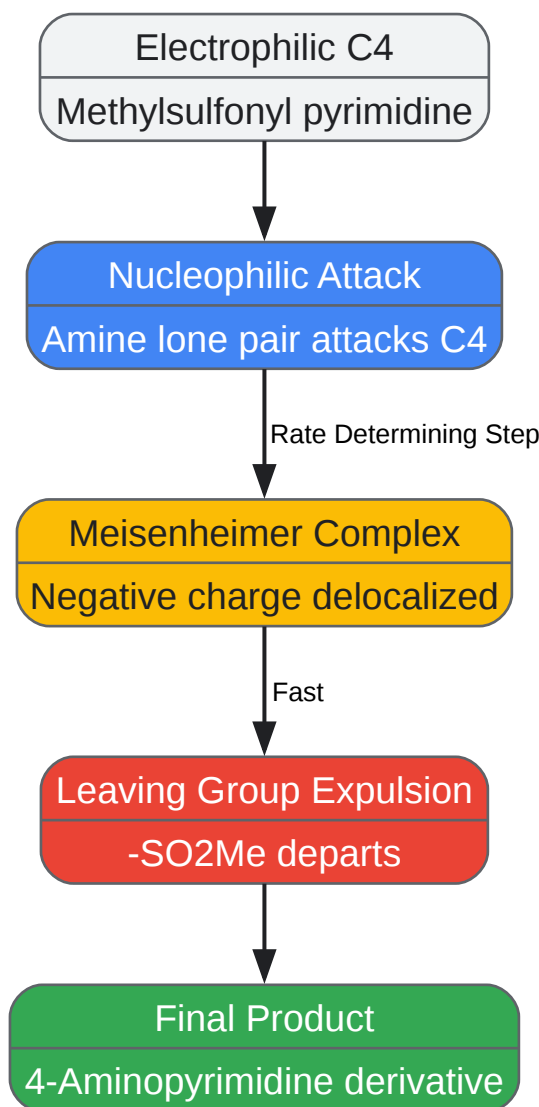 Electrophilic C4
Methylsulfonyl pyrimidine
Nucleophilic Attack
Amine lone pair attacks C4
Rate Determining Step
Meisenheimer Complex
Negative charge delocalized
Fast
Leaving Group Expulsion
-SO2Me departs
Final Product
4-Aminopyrimidine derivative